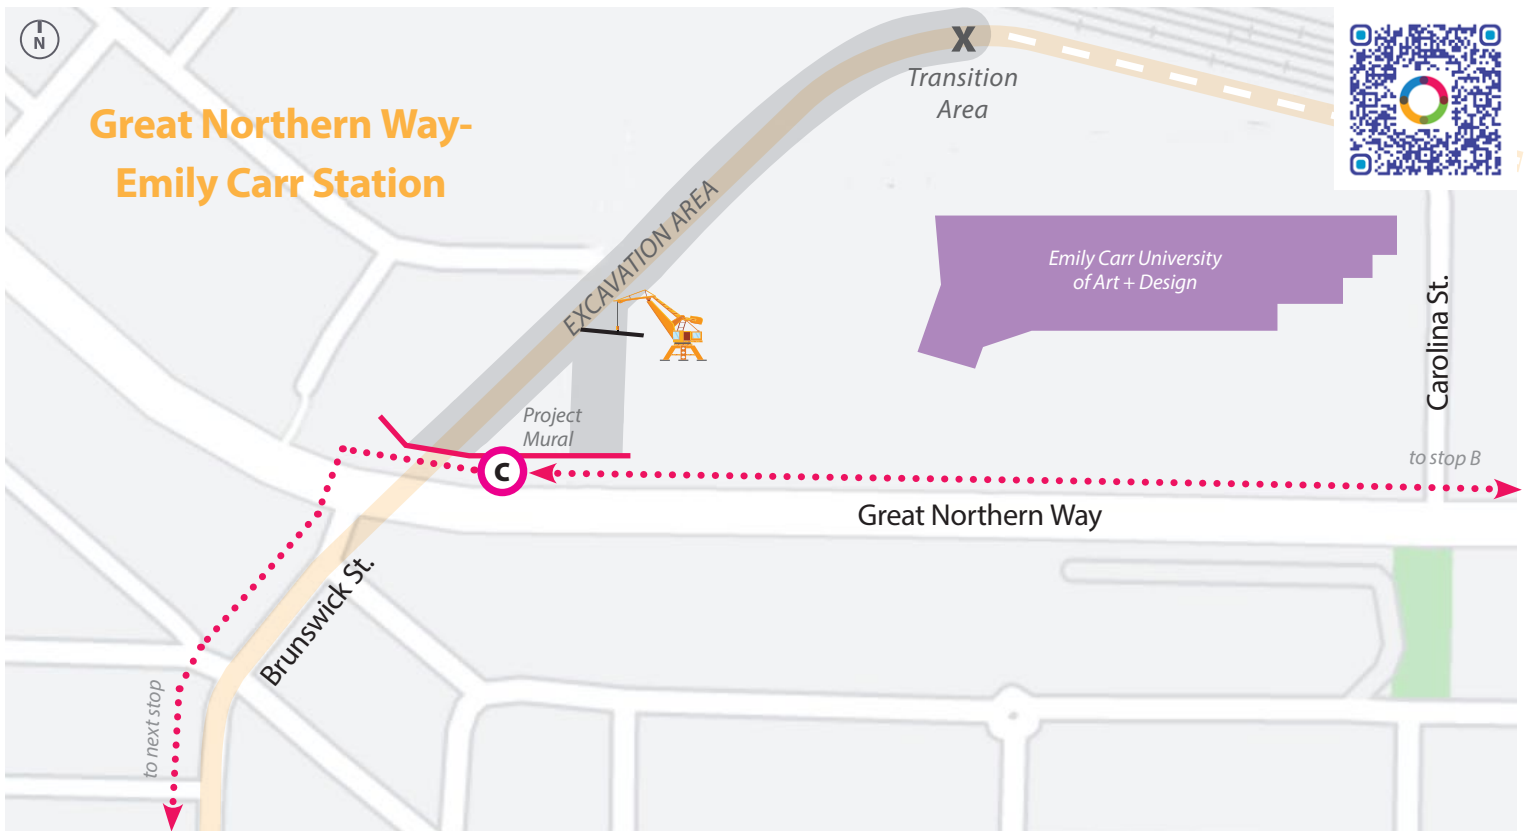 N
Great Northern Way-
Emily Carr Station
X
Transition
Area
EXCAVATION AREA
Emily Carr University
of Art + Design
Carolina St.
Project
Mural
C
to stop B
Great Northern Way
Brunswick St.
to next stop